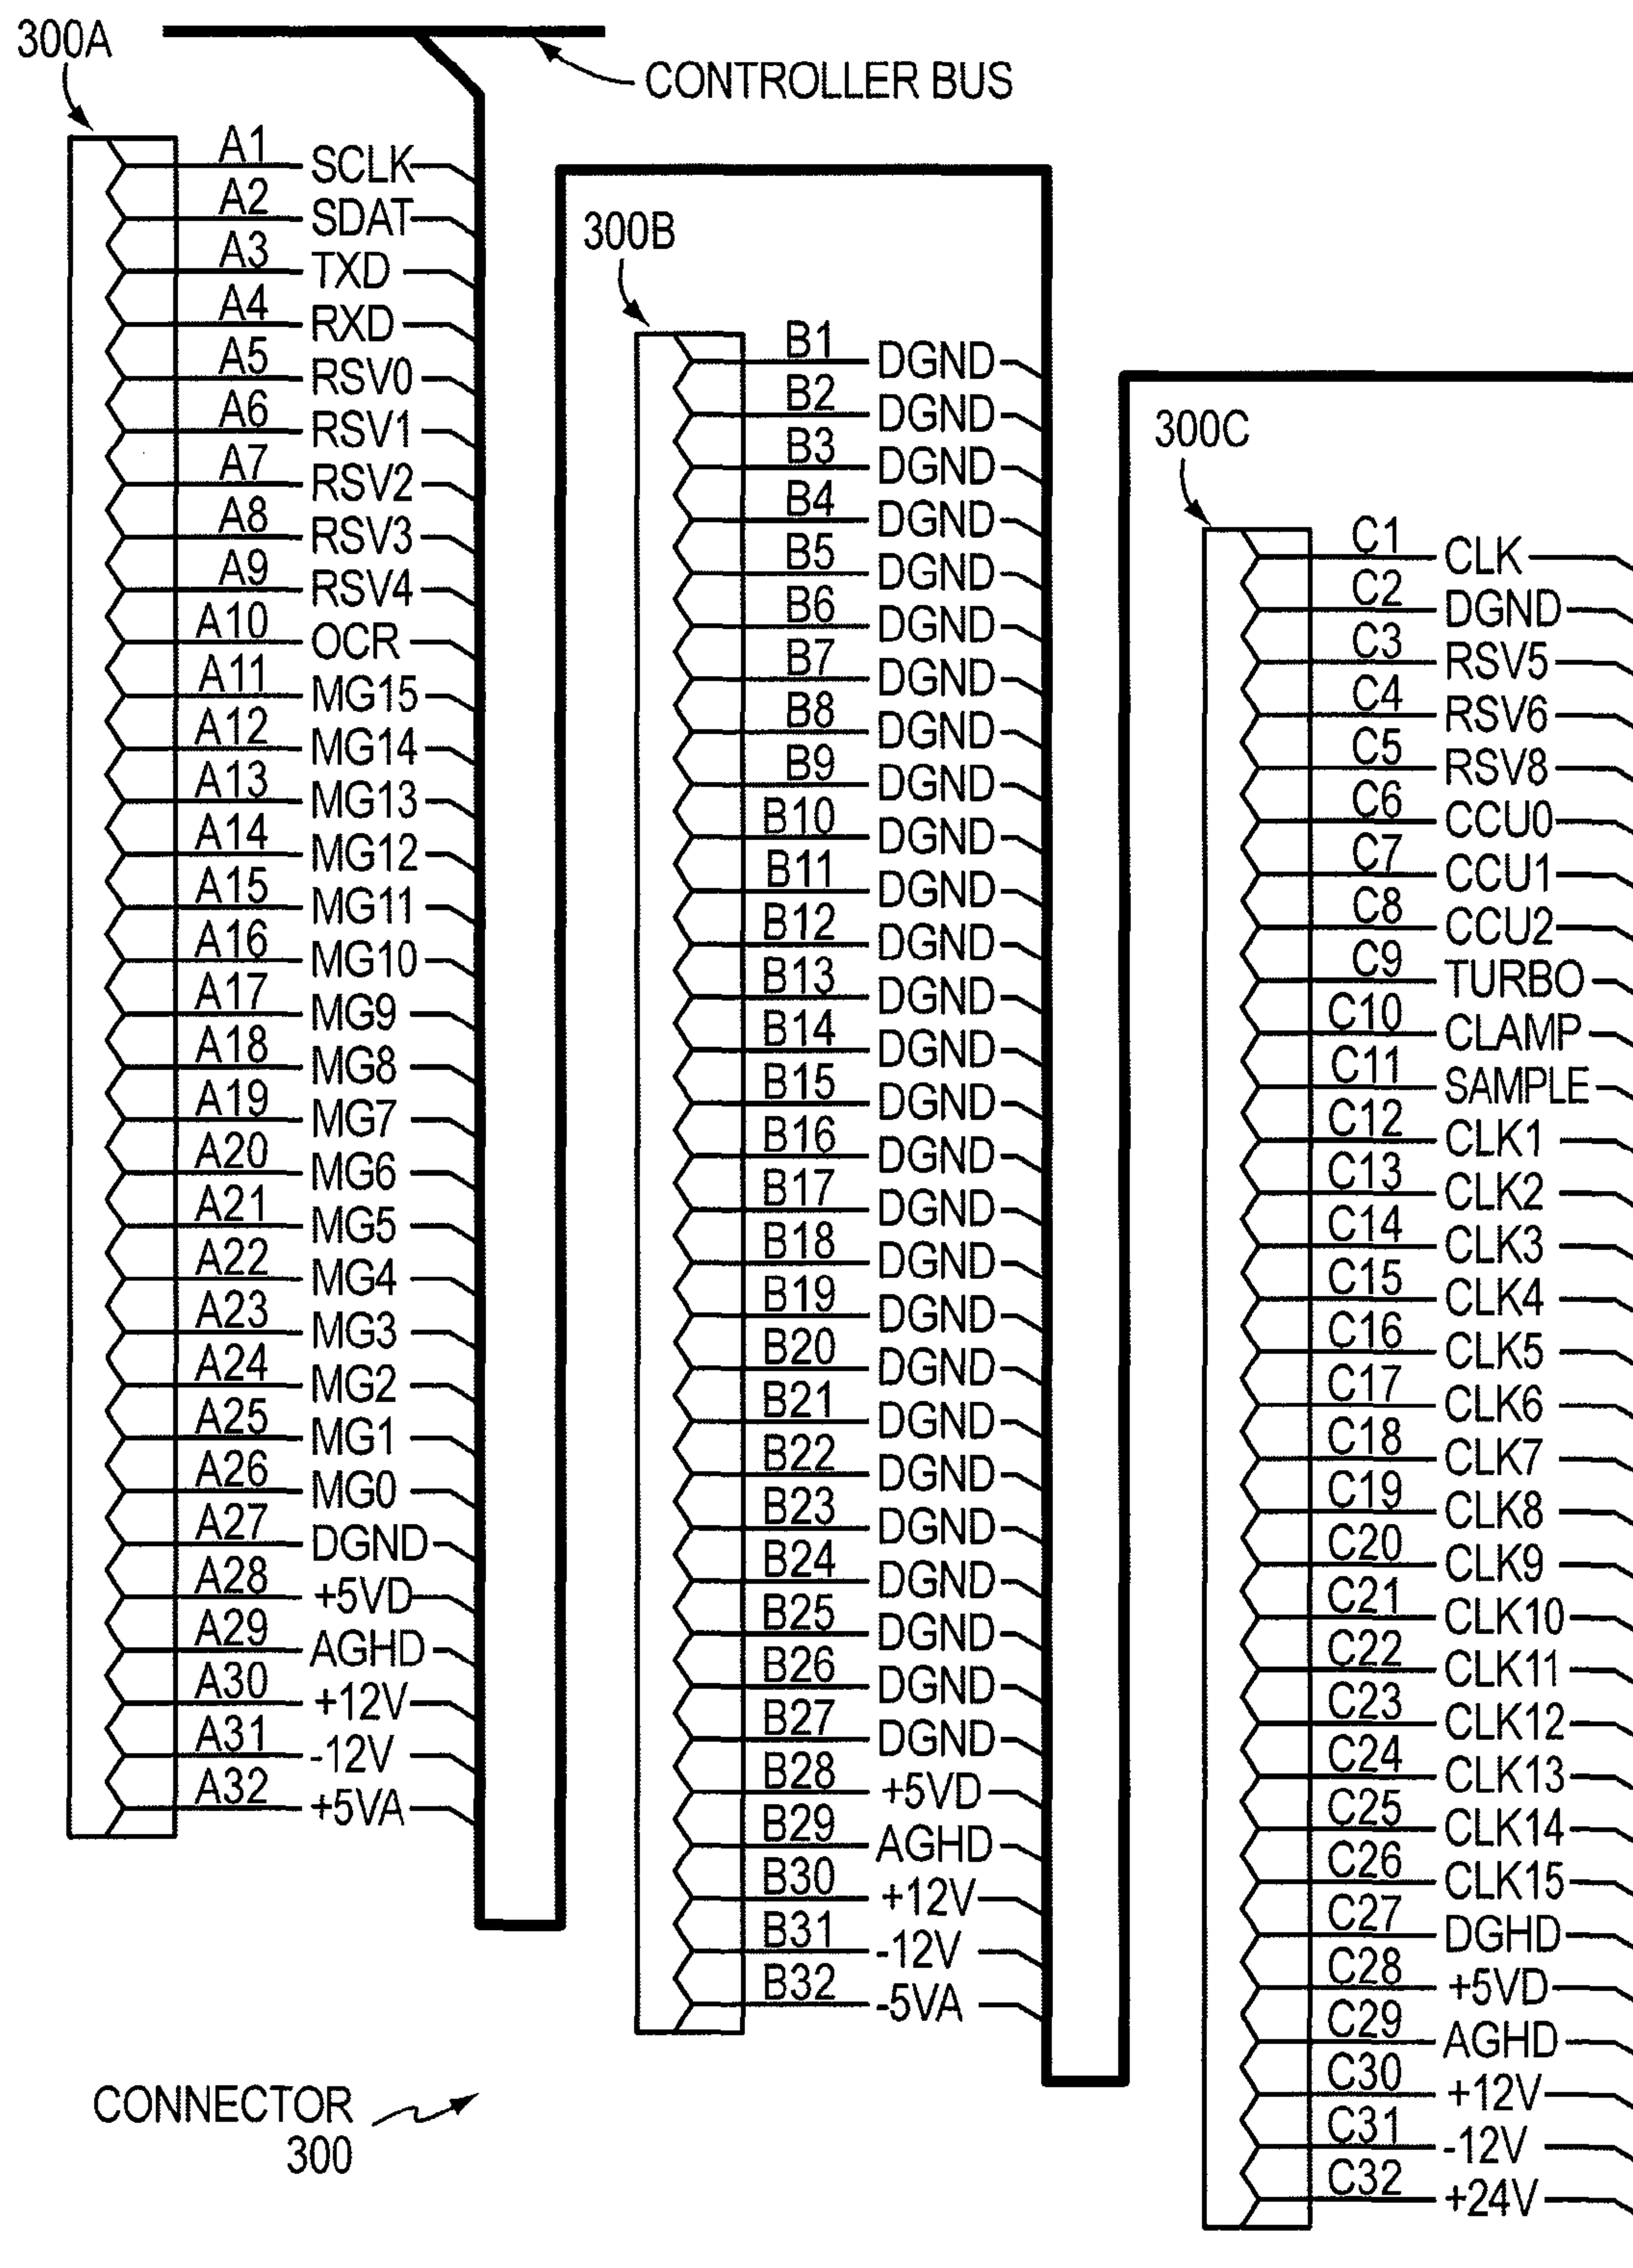 300A
CONTROLLER BUS
A1 SCLK
A2 SDAT
A3 TXD
A4 RXD
A5 RSV0
A6 RSV1
A7 RSV2
A8 RSV3
A9 RSV4
A10 OCR
A11 MG15
A12 MG14
A13 MG13
A14 MG12
A15 MG11
A16 MG10
A17 MG9
A18 MG8
A19 MG7
A20 MG6
A21 MG5
A22 MG4
A23 MG3
A24 MG2
A25 MG1
A26 MG0
A27 DGND
A28 +5VD
A29 AGHD
A30 +12V
A31 -12V
A32 +5VA
300B
B1 DGND
B2 DGND
B3 DGND
B4 DGND
B5 DGND
B6 DGND
B7 DGND
B8 DGND
B9 DGND
B10 DGND
B11 DGND
B12 DGND
B13 DGND
B14 DGND
B15 DGND
B16 DGND
B17 DGND
B18 DGND
B19 DGND
B20 DGND
B21 DGND
B22 DGND
B23 DGND
B24 DGND
B25 DGND
B26 DGND
B27 DGND
B28 +5VD
B29 AGHD
B30 +12V
B31 -12V
B32 -5VA
300C
C1 CLK
C2 DGND
C3 RSV5
C4 RSV6
C5 RSV8
C6 CCU0
C7 CCU1
C8 CCU2
C9 TURBO
C10 CLAMP
C11 SAMPLE
C12 CLK1
C13 CLK2
C14 CLK3
C15 CLK4
C16 CLK5
C17 CLK6
C18 CLK7
C19 CLK8
C20 CLK9
C21 CLK10
C22 CLK11
C23 CLK12
C24 CLK13
C25 CLK14
C26 CLK15
C27 DGHD
C28 +5VD
C29 AGHD
C30 +12V
C31 -12V
C32 +24V
CONNECTOR
300